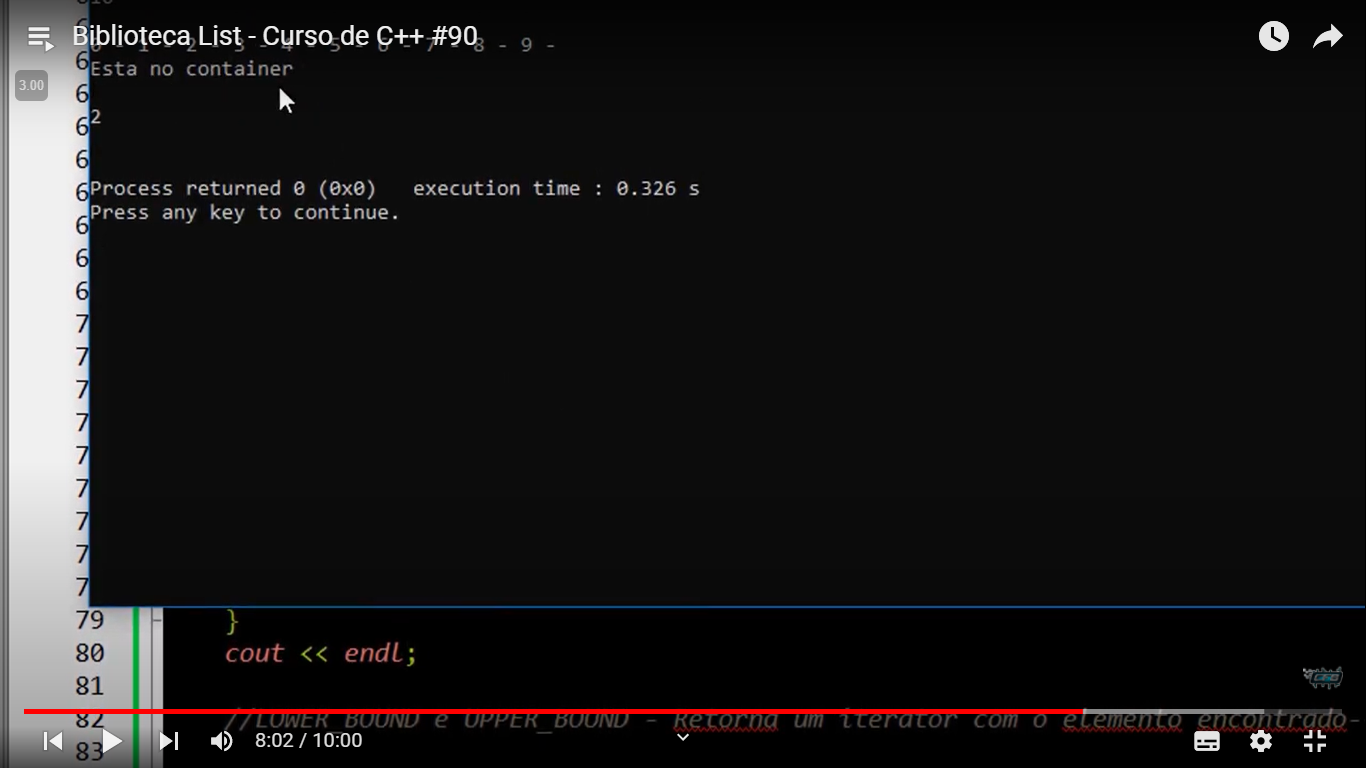 Biblioteca List - Curso de C++ #90
0 - 1 - 2 - 3 - 4 - 5 - 6 - 7 - 8 - 9 -
Esta no container
3.00
2
Process returned 0 (0x0) execution time : 0.326 s
Press any key to continue.
79 }
80 cout << endl;
81
82 //LOWER_BOUND e UPPER_BOUND - Retorna um iterator com o elemento encontrado-
83
8:02 / 10:00